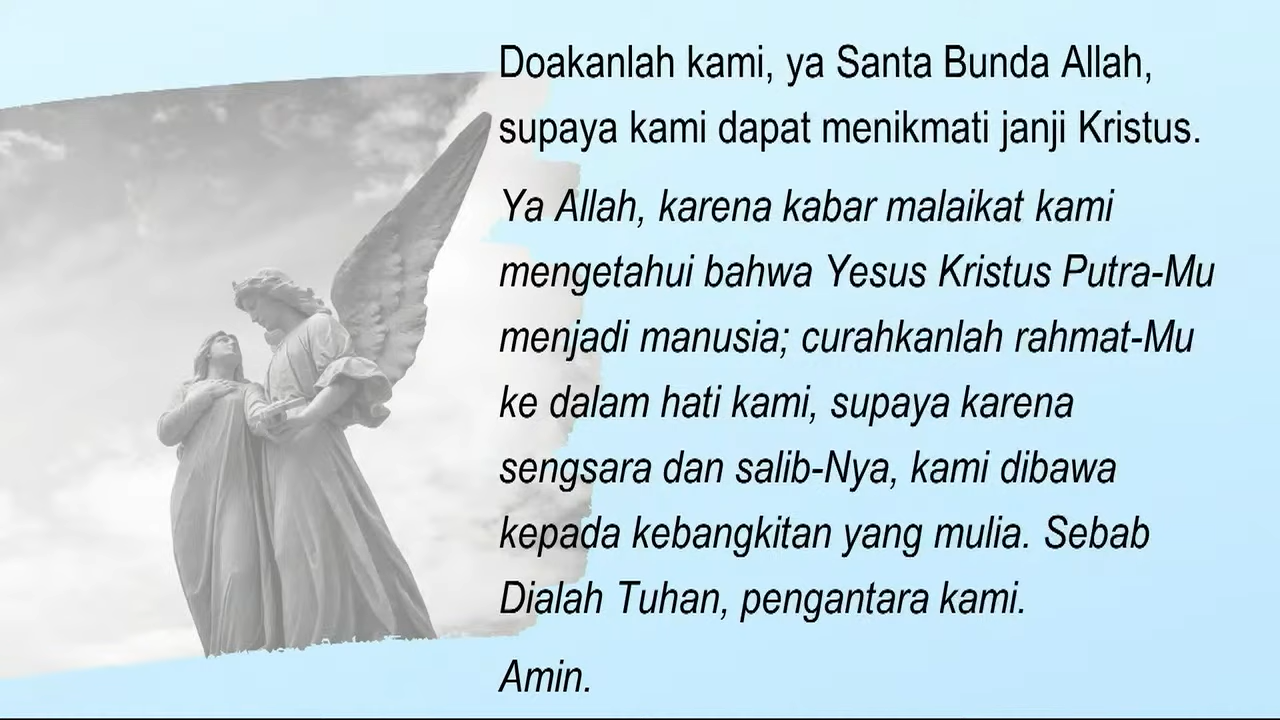 Doakanlah kami, ya Santa Bunda Allah,
supaya kami dapat menikmati janji Kristus.
Ya Allah, karena kabar malaikat kami
mengetahui bahwa Yesus Kristus Putra-Mu
menjadi manusia; curahkanlah rahmat-Mu
ke dalam hati kami, supaya karena
sengsara dan salib-Nya, kami dibawa
kepada kebangkitan yang mulia. Sebab
Dialah Tuhan, pengantara kami.
Amin.